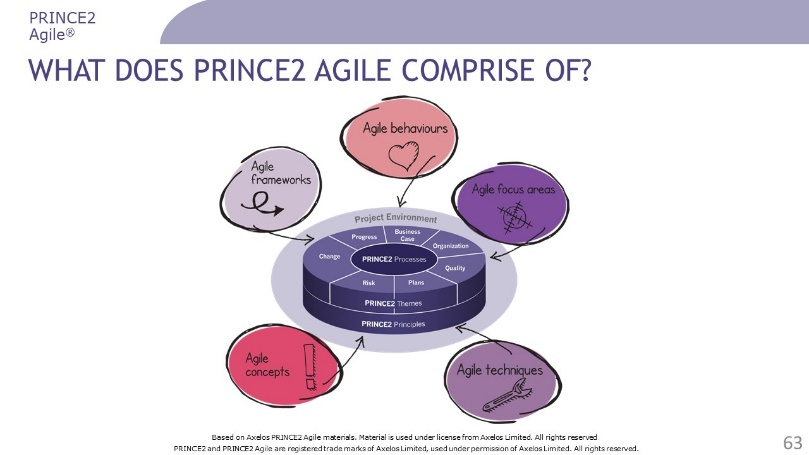 PRINCE2
Agile®
WHAT DOES PRINCE2 AGILE COMPRISE OF?
Agile behaviours
Agile
frameworks
Agile focus areas
Project Environment
Progress
Business
Case
Organization
Change
PRINCE2 Processes
Quality
Risk
Plans
PRINCE2 Themes
PRINCE2 Principles
Agile
concepts
Agile techniques
Based on Axelos PRINCE2 Agile materials. Material is used under license from Axelos Limited. All rights reserved
PRINCE2 and PRINCE2 Agile are registered trade marks of Axelos Limited, used under permission of Axelos Limited. All rights reserved.
63